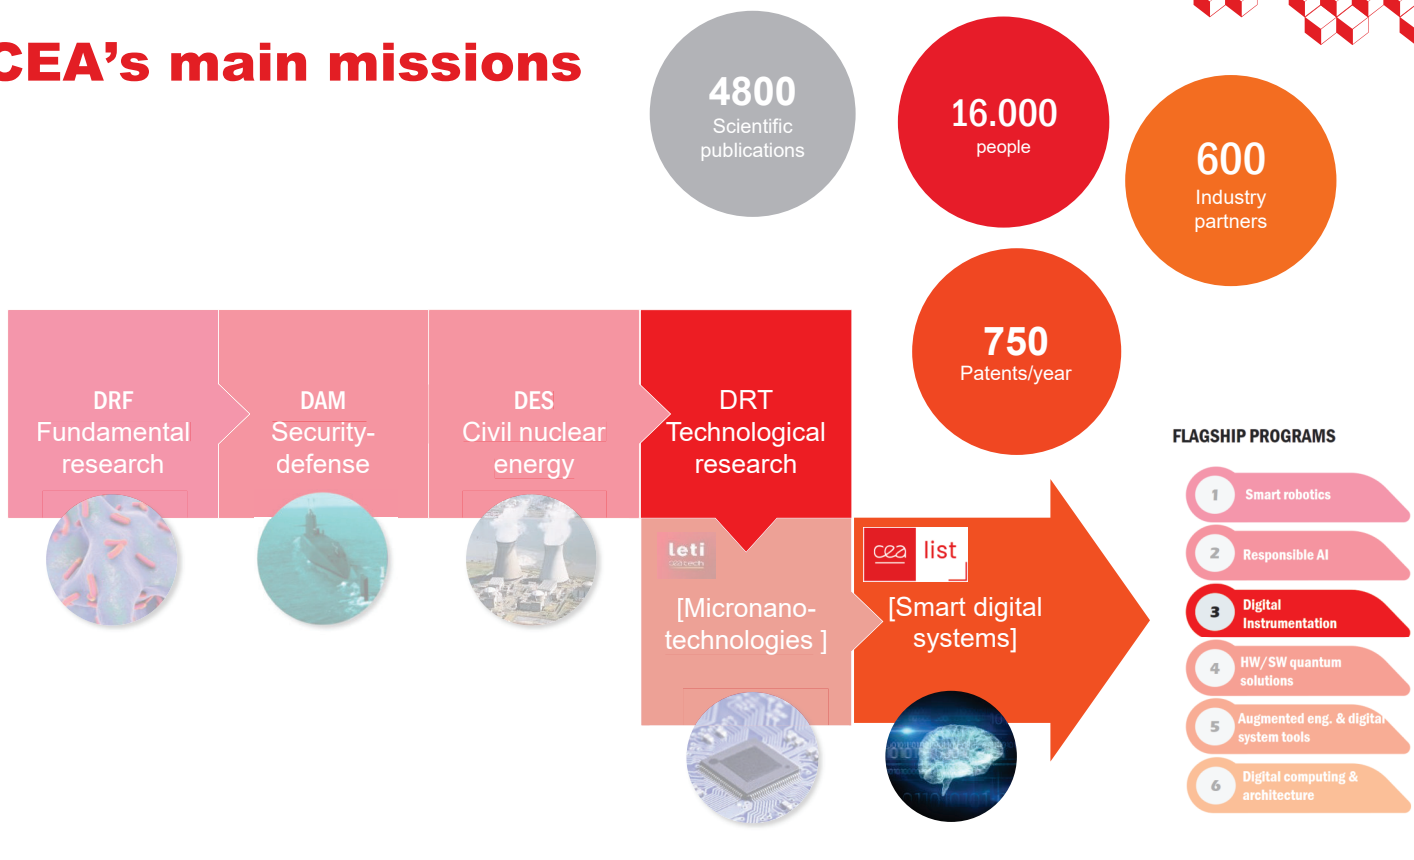 CEA's main missions
4800
Scientific
publications
16.000
people
600
Industry
partners
750
Patents/year
DRF
Fundamental
research
DAM
Security-
defense
DES
Civil nuclear
energy
DRT
Technological
research
leti
cea tech
[Micronano-
technologies ]
cea list
[Smart digital
systems]
FLAGSHIP PROGRAMS
1 Smart robotics
2 Responsible AI
3 Digital
Instrumentation
4 HW/SW quantum
solutions
5 Augmented eng. & digital
system tools
6 Digital computing &
architecture